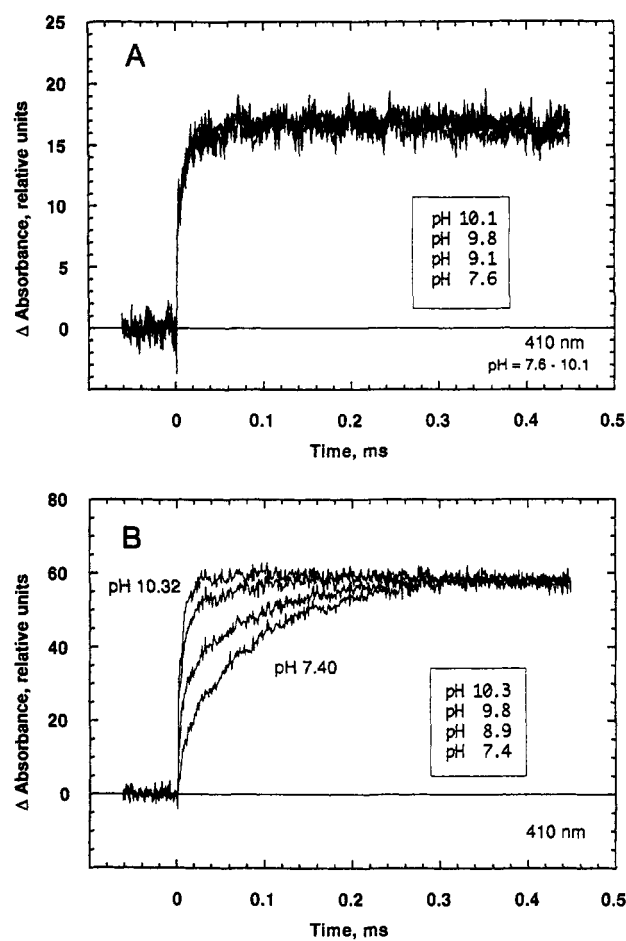 A
Δ Absorbance, relative units
25
20
15
10
5
0
pH 10.1
pH 9.8
pH 9.1
pH 7.6
410 nm
pH = 7.6 - 10.1
0 0.1 0.2 0.3 0.4 0.5
Time, ms
B
Δ Absorbance, relative units
80
60
40
20
0
pH 10.32
pH 7.40
pH 10.3
pH 9.8
pH 8.9
pH 7.4
410 nm
0 0.1 0.2 0.3 0.4 0.5
Time, ms